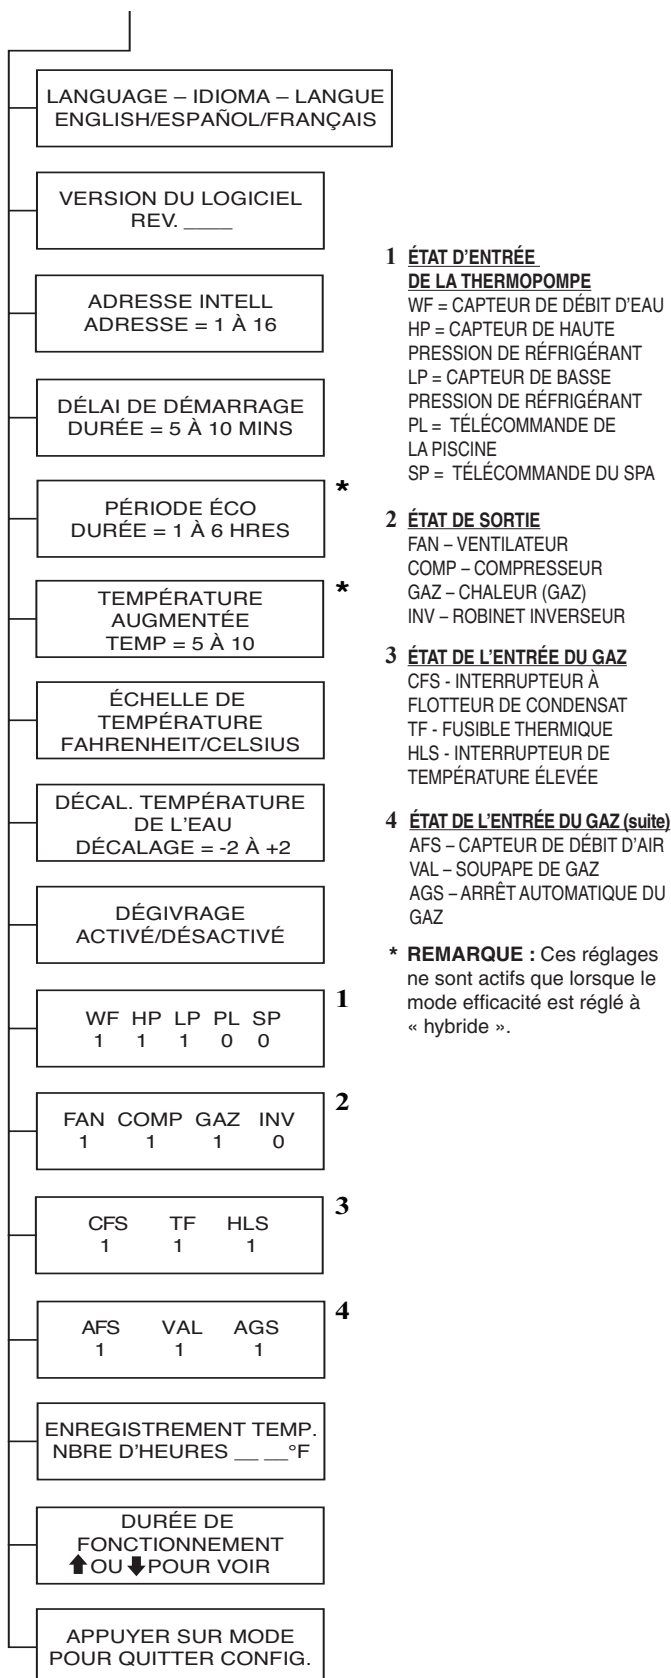 LANGUAGE – IDIOMA – LANGUE
ENGLISH/ESPAÑOL/FRANÇAIS
VERSION DU LOGICIEL
REV. ____
ADRESSE INTELL
ADRESSE = 1 À 16
DÉLAI DE DÉMARRAGE
DURÉE = 5 À 10 MINS
*
PÉRIODE ÉCO
DURÉE = 1 À 6 HRES
*
TEMPÉRATURE
AUGMENTÉE
TEMP = 5 À 10
ÉCHELLE DE
TEMPÉRATURE
FAHRENHEIT/CELSIUS
DÉCAL. TEMPÉRATURE
DE L'EAU
DÉCALAGE = -2 À +2
DÉGIVRAGE
ACTIVÉ/DÉSACTIVÉ
1
WF HP LP PL SP
1 1 1 0 0
2
FAN COMP GAZ INV
1 1 1 0
3
CFS TF HLS
1 1 1
4
AFS VAL AGS
1 1 1
ENREGISTREMENT TEMP.
NBRE D'HEURES __ __°F
DURÉE DE
FONCTIONNEMENT
⬆ OU ⬇ POUR VOIR
APPUYER SUR MODE
POUR QUITTER CONFIG.
1 ÉTAT D'ENTRÉE
DE LA THERMOPOMPE
WF = CAPTEUR DE DÉBIT D'EAU
HP = CAPTEUR DE HAUTE
PRESSION DE RÉFRIGÉRANT
LP = CAPTEUR DE BASSE
PRESSION DE RÉFRIGÉRANT
PL = TÉLÉCOMMANDE DE
LA PISCINE
SP = TÉLÉCOMMANDE DU SPA
2 ÉTAT DE SORTIE
FAN – VENTILATEUR
COMP – COMPRESSEUR
GAZ – CHALEUR (GAZ)
INV – ROBINET INVERSEUR
3 ÉTAT DE L'ENTRÉE DU GAZ
CFS - INTERRUPTEUR À
FLOTTEUR DE CONDENSAT
TF - FUSIBLE THERMIQUE
HLS - INTERRUPTEUR DE
TEMPÉRATURE ÉLEVÉE
4 ÉTAT DE L'ENTRÉE DU GAZ (suite)
AFS – CAPTEUR DE DÉBIT D'AIR
VAL – SOUPAPE DE GAZ
AGS – ARRÊT AUTOMATIQUE DU
GAZ
* REMARQUE : Ces réglages
ne sont actifs que lorsque le
mode efficacité est réglé à
« hybride ».